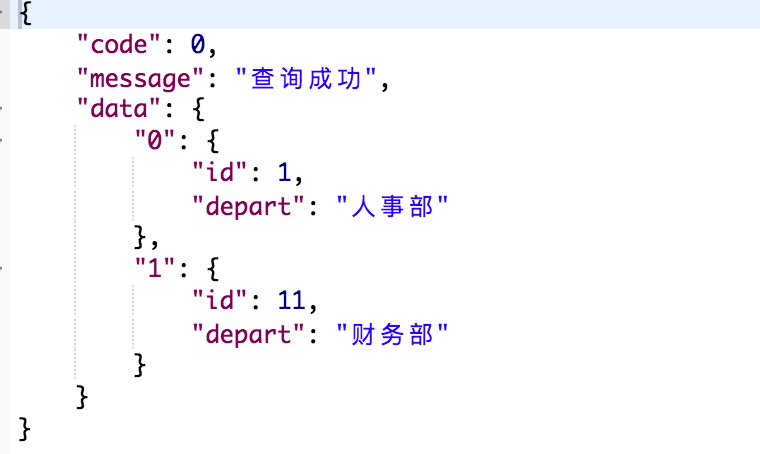 {
    "code": 0,
    "message": "查询成功",
    "data": {
        "0": {
            "id": 1,
            "depart": "人事部"
        },
        "1": {
            "id": 11,
            "depart": "财务部"
        }
    }
}